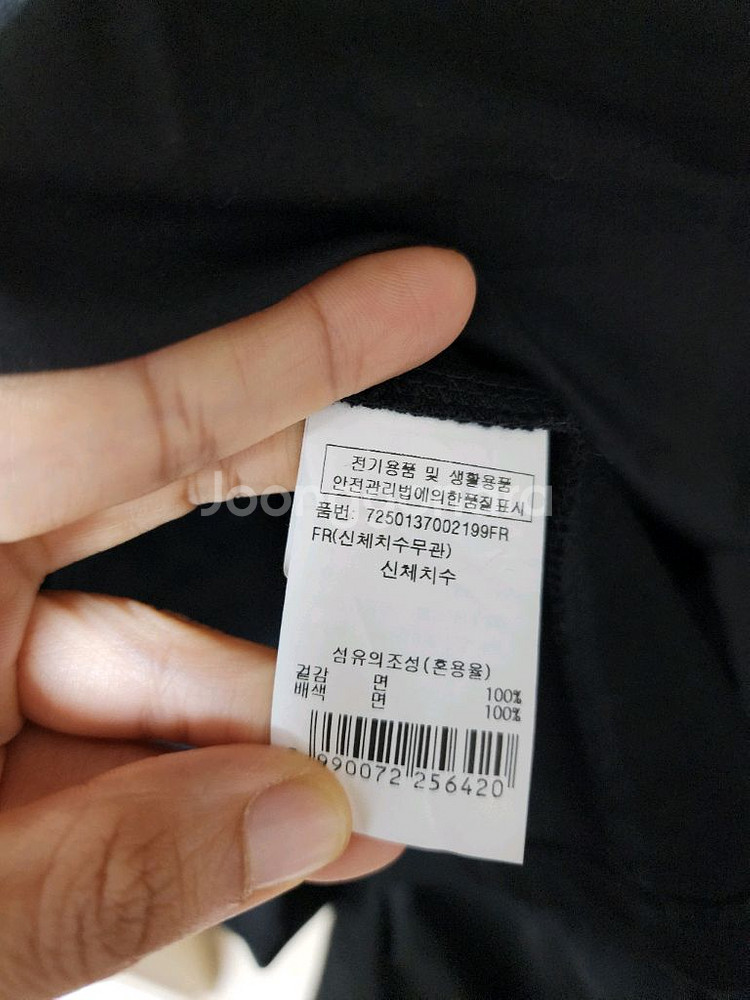 전기용품 및 생활용품
안전관리법에의한품질표시
품번: 7250137002199FR
FR(신체치수무관)
신체치수
섬유의조성(혼용율)
겉감 면 100%
배색 면 100%
990072 256420